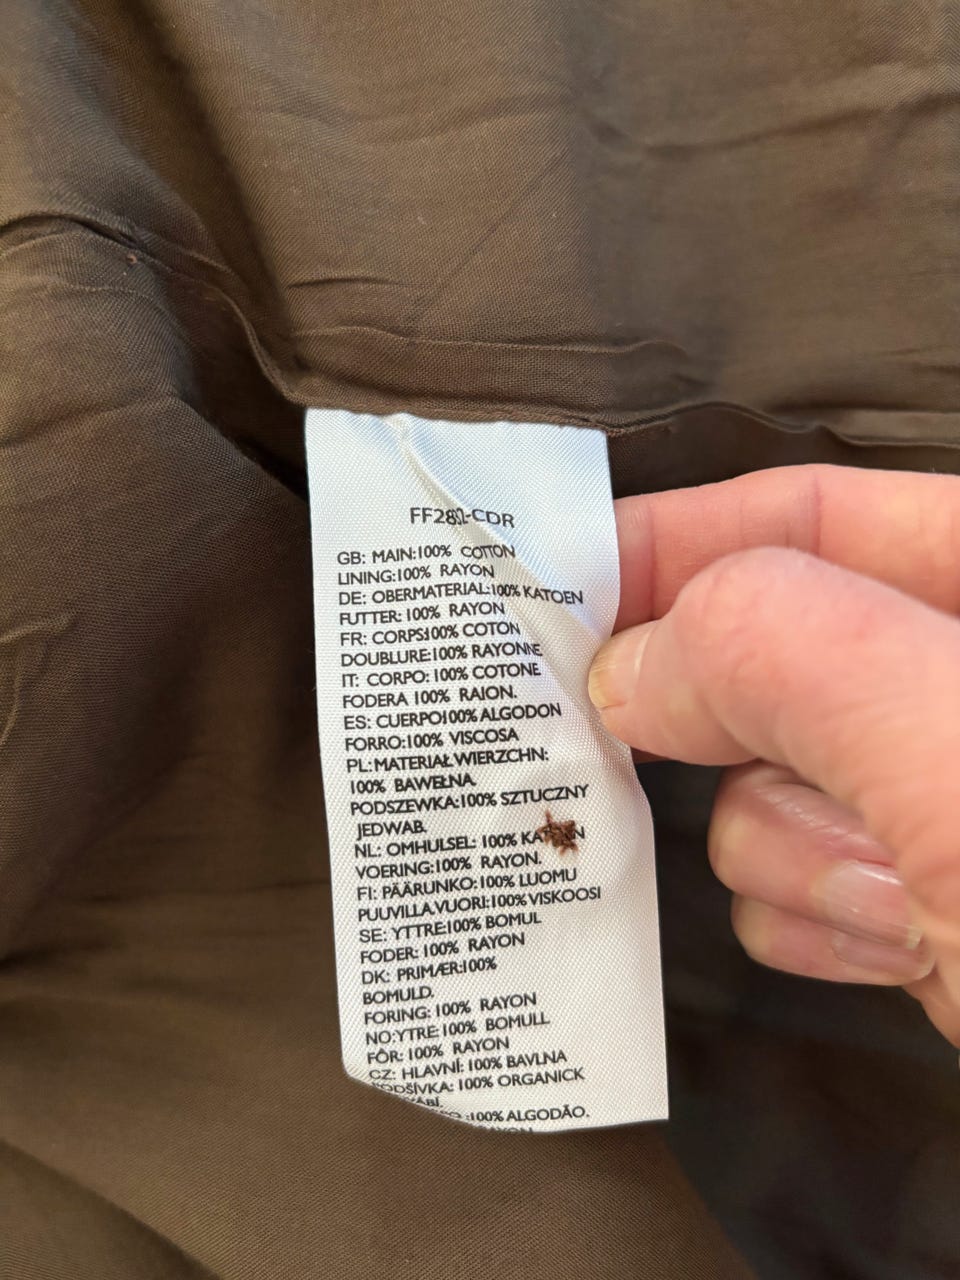 GB: MAIN:100% COTTON
LINING:100% RAYON
DE: OBERMATERIAL:100% KATOEN
FUTTER: 100% RAYON
FR: CORPS:100% COTON
DOUBLURE:100% RAYONNE
IT: CORPO: 100% COTONE
FODERA 100% RAION.
ES: CUERPO100% ALGODON
FORRO:100% VISCOSA
PL: MATERIAŁ WIERZCHN:
100% BAWEŁNA
PODSZEWKA:100% SZTUCZNY
JEDWAB.
NL: OMHULSEL: 100%
VOERING:100% RAYON.
FI: PÄÄRUNKO:100% LUOMU
PUUVILLA.VUORI:100% VISKOOSI
SE: YTTRE:100% BOMUL
FODER: 100% RAYON
DK: PRIMÆR:100%
BOMULD.
FORING: 100% RAYON
NO:YTRE: 100% BOMULL
FÔR: 100% RAYON
CZ: HLAVNÍ: 100% BAVLNA
100% ORGANICK
:100% ALGODÃO.